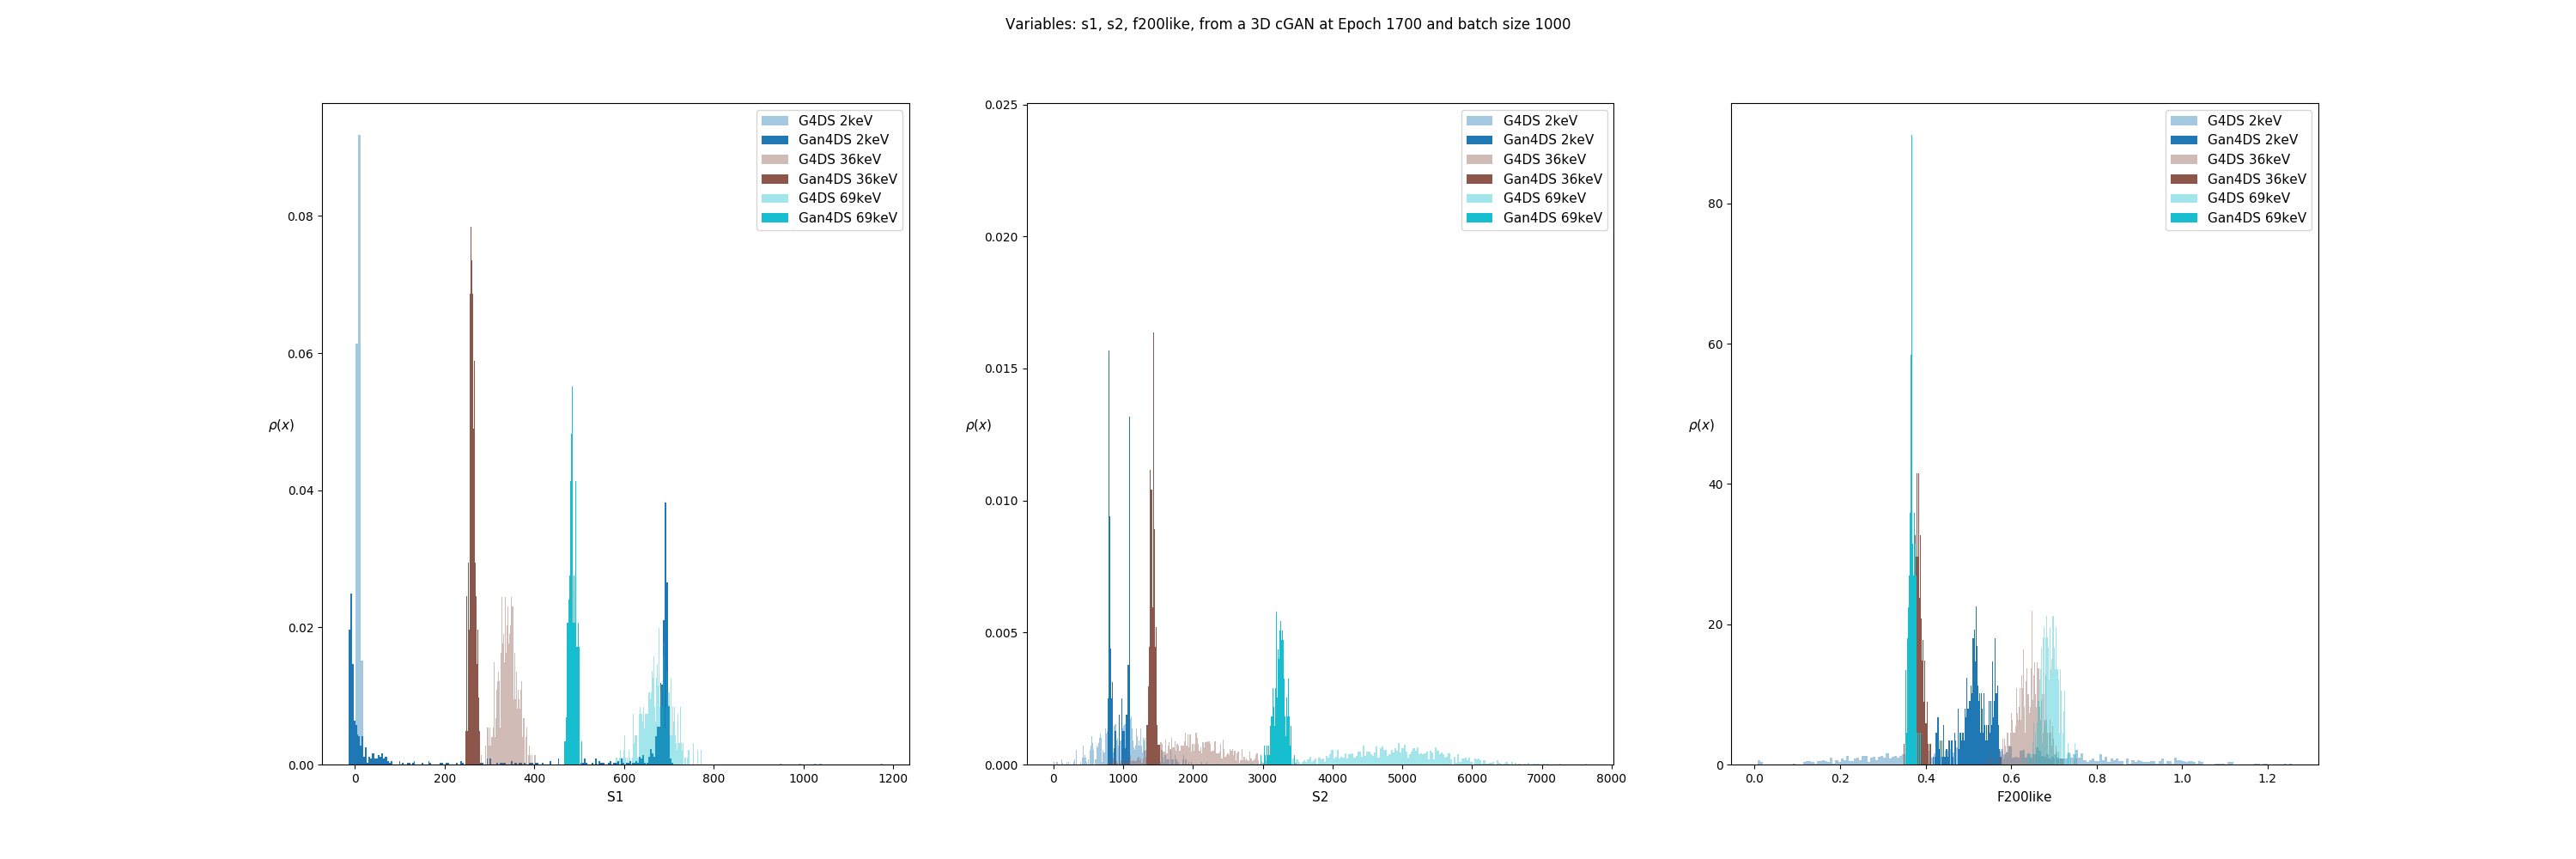 Variables: s1, s2, f200like, from a 3D cGAN at Epoch 1700 and batch size 1000
G4DS 2keV
Gan4DS 2keV
G4DS 36keV
Gan4DS 36keV
G4DS 69keV
Gan4DS 69keV
0.08
0.06
0.04
0.02
0.00
ρ(x)
0
200
400
600
800
1000
1200
S1
G4DS 2keV
Gan4DS 2keV
G4DS 36keV
Gan4DS 36keV
G4DS 69keV
Gan4DS 69keV
0.025
0.020
0.015
0.010
0.005
0.000
ρ(x)
0
1000
2000
3000
4000
5000
6000
7000
8000
S2
G4DS 2keV
Gan4DS 2keV
G4DS 36keV
Gan4DS 36keV
G4DS 69keV
Gan4DS 69keV
80
60
40
20
0
ρ(x)
0.0
0.2
0.4
0.6
0.8
1.0
1.2
F200like